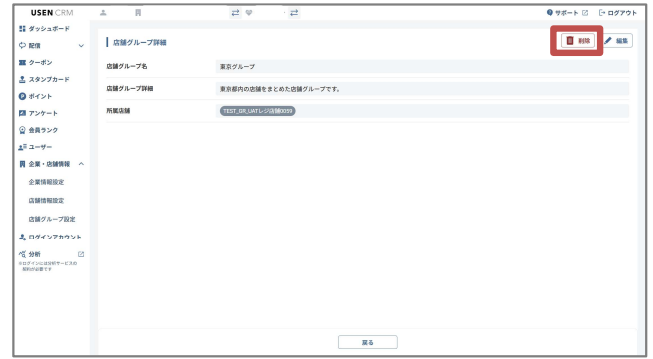 USEN CRM
サポート ログアウト
ダッシュボード
配信
クーポン
スタンプカード
ポイント
アンケート
会員ランク
ユーザー
企業・店舗情報
企業情報設定
店舗情報設定
店舗グループ設定
ログインアカウント
分析
※ログインには分析サービスの
契約が必要です
店舗グループ詳細
削除 編集
店舗グループ名 東京グループ
店舗グループ詳細 東京都内の店舗をまとめた店舗グループです。
所属店舗 TEST_GR_UATレジ店舗0059
戻る